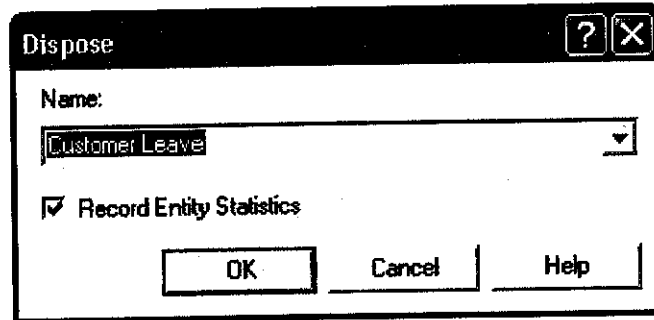 Dispose
Name:
Customer Leave
Record Entity Statistics
OK Cancel Help